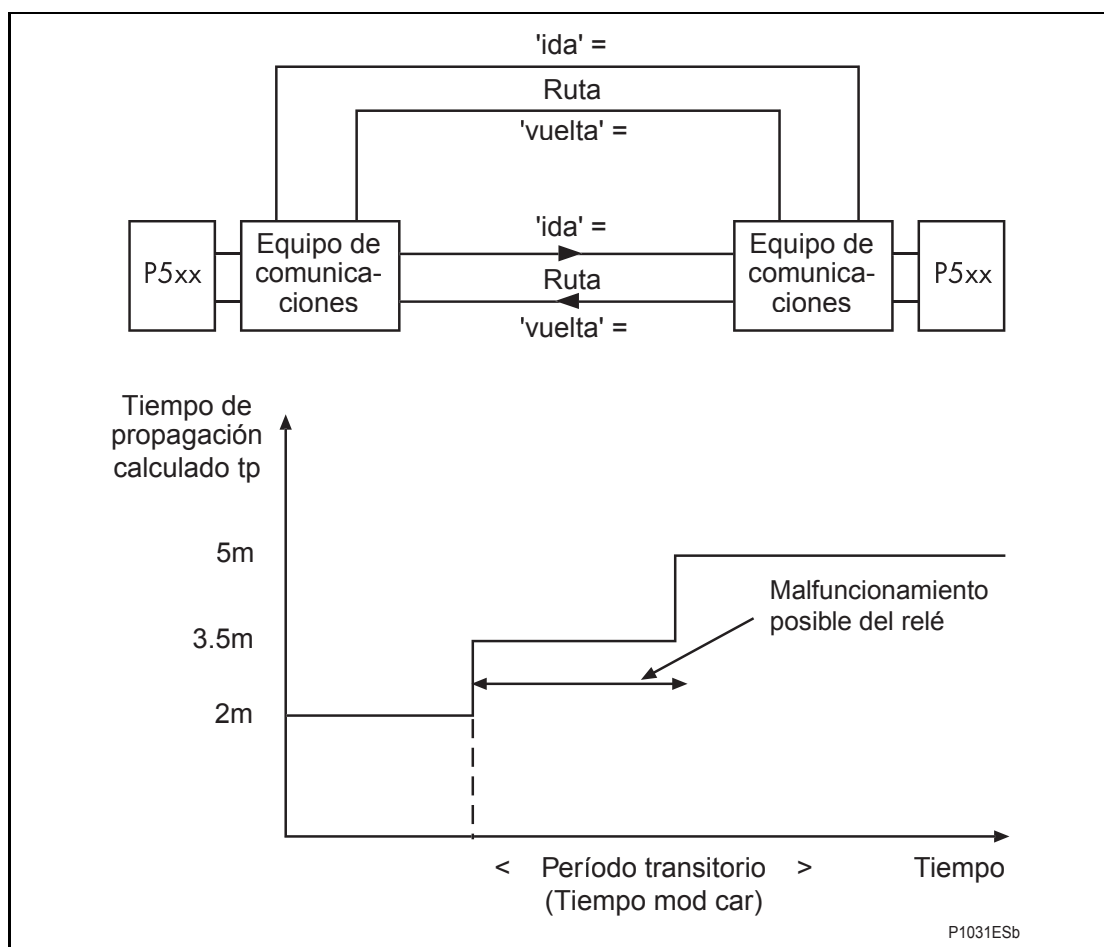 'ida' =
Ruta
'vuelta' =
P5xx
Equipo de
comunica-
ciones
'ida' =
Ruta
'vuelta' =
Equipo de
comunica-
ciones
P5xx
Tiempo de
propagación
calculado tp
5m
3.5m
2m
Malfuncionamiento
posible del relé
< Período transitorio >
(Tiempo mod car)
Tiempo
P1031ESb